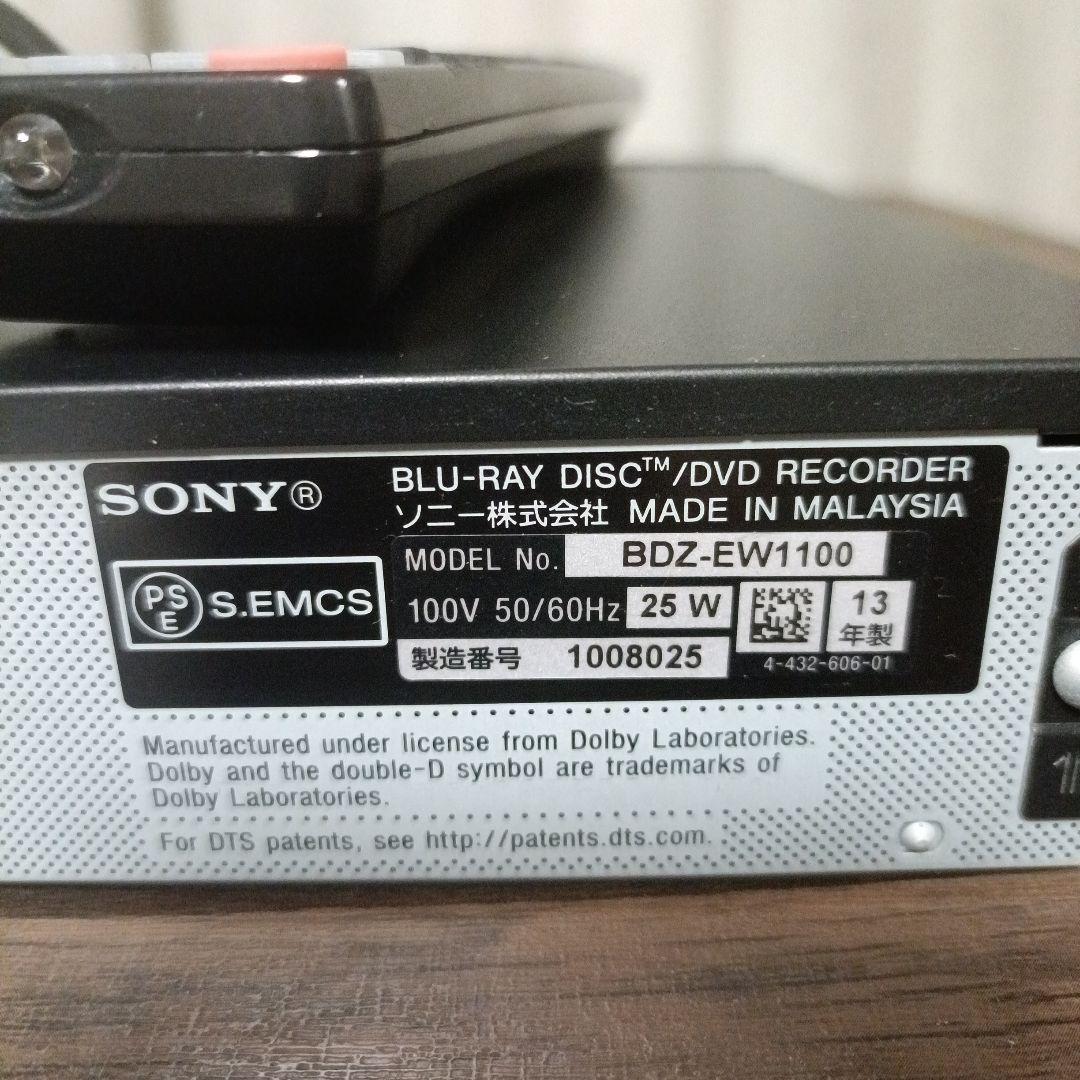 SONY®
BLU-RAY DISC™/DVD RECORDER
ソニー株式会社 MADE IN MALAYSIA
MODEL No. BDZ-EW1100
PSE S.EMCS
100V 50/60Hz 25 W
13
年製
製造番号 1008025
4-432-606-01
Manufactured under license from Dolby Laboratories.
Dolby and the double-D symbol are trademarks of
Dolby Laboratories.
For DTS patents, see http://patents.dts.com.